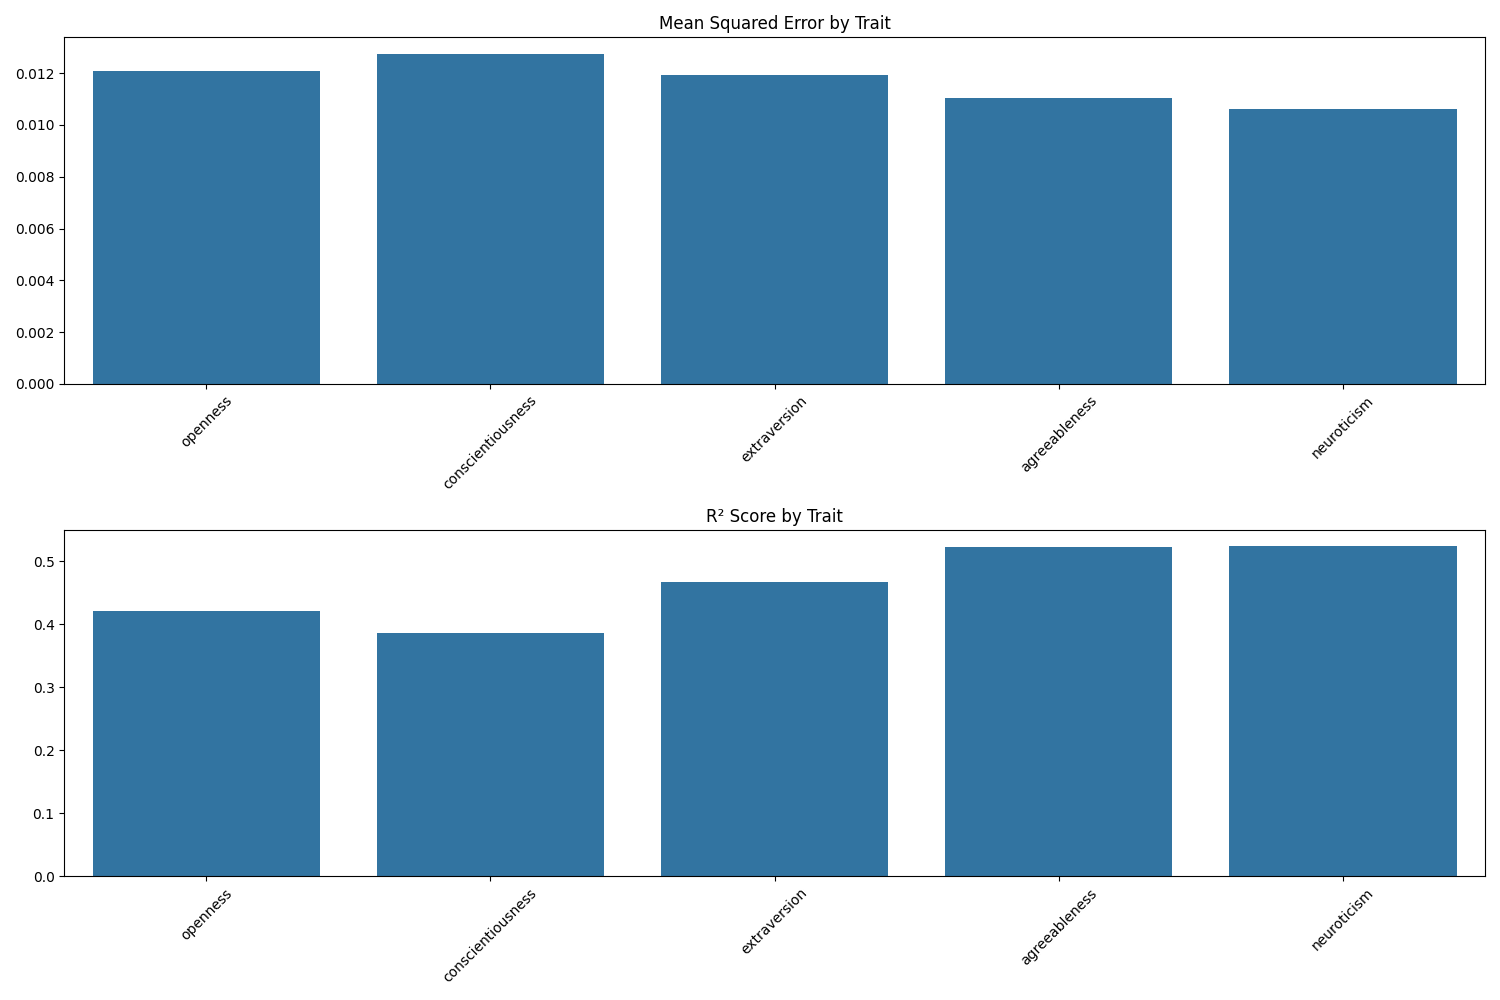 Mean Squared Error by Trait
0.012
0.010
0.008
0.006
0.004
0.002
0.000
openness
conscientiousness
extraversion
agreeableness
neuroticism
R² Score by Trait
0.5
0.4
0.3
0.2
0.1
0.0
openness
conscientiousness
extraversion
agreeableness
neuroticism